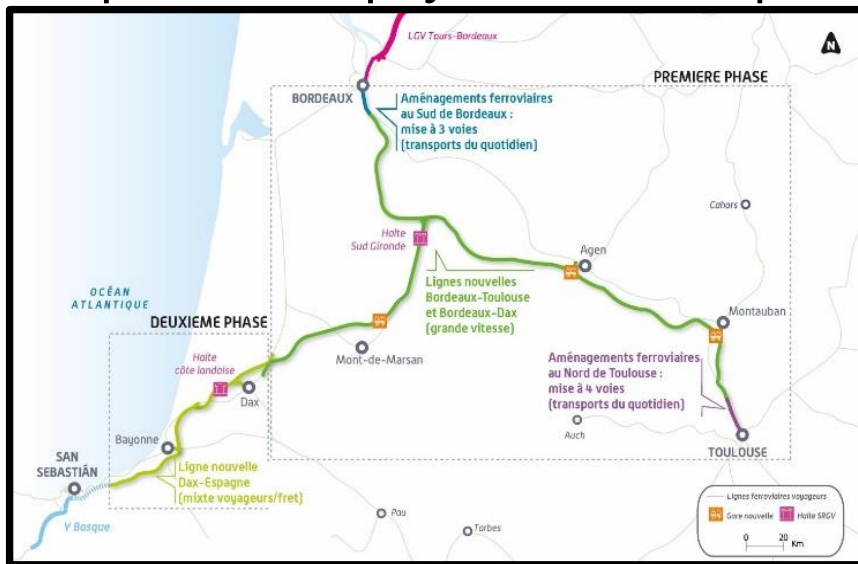 LGV Tours-Bordeaux
N
PREMIERE PHASE
BORDEAUX
Aménagements ferroviaires
au Sud de Bordeaux :
mise à 3 voies
(transports du quotidien)
Cahors
Halte
Sud Gironde
Agen
Lignes nouvelles
Bordeaux-Toulouse
et Bordeaux-Dax
(grande vitesse)
OCÉAN
ATLANTIQUE
Montauban
DEUXIEME PHASE
Mont-de-Marsan
Halte
côte landaise
Aménagements ferroviaires
au Nord de Toulouse :
mise à 4 voies
(transports du quotidien)
Dax
Auch
TOULOUSE
Bayonne
SAN
SEBASTIÁN
Ligne nouvelle
Dax-Espagne
(mixte voyageurs/fret)
Y Basque
Pau
Tarbes
Lignes ferroviaires voyageurs
Gare nouvelle
Halte SRGV
0 20
Km